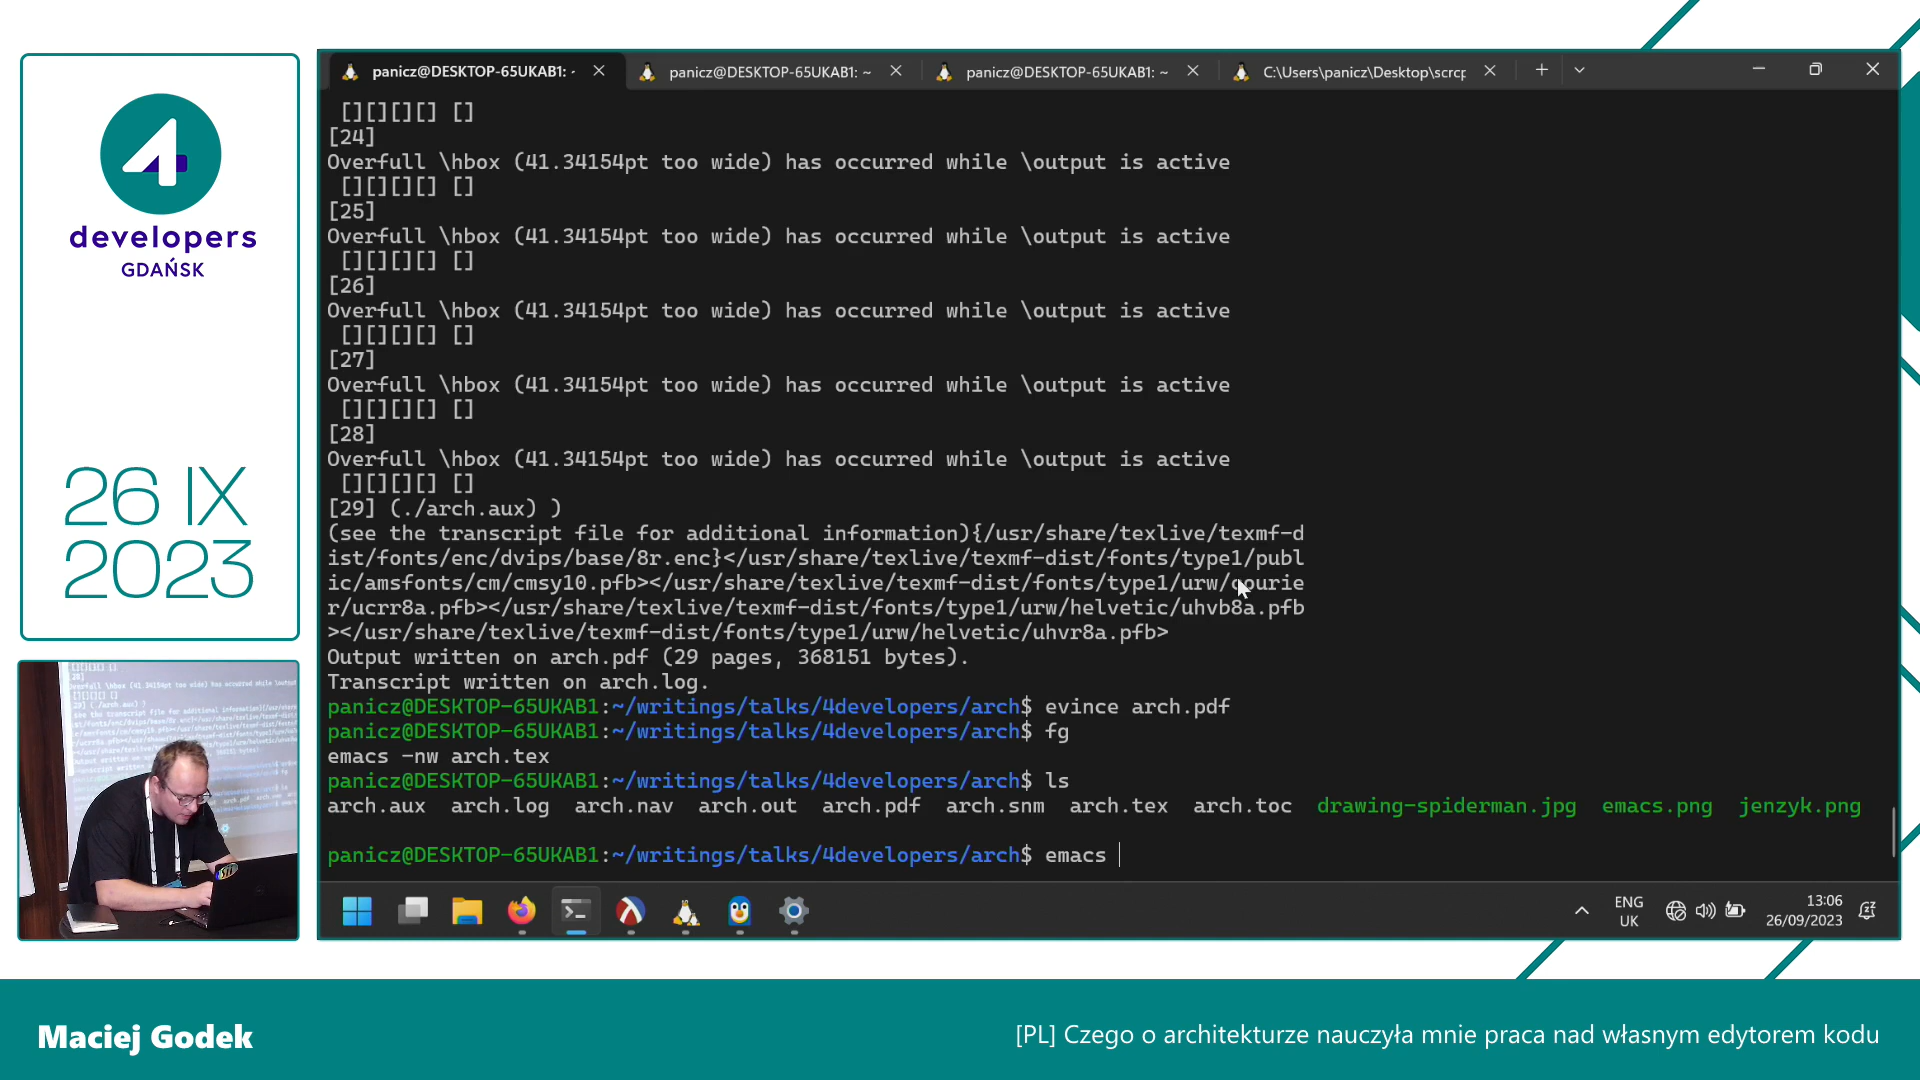 4
developers
GDAŃSK
26 IX
2023
panicz@DESKTOP-65UKAB1: -
panicz@DESKTOP-65UKAB1: ~
panicz@DESKTOP-65UKAB1: ~
C:\Users\panicz\Desktop\scrcp
[][][][] []
[24]
Overfull \hbox (41.34154pt too wide) has occurred while \output is active
[][][][] []
[25]
Overfull \hbox (41.34154pt too wide) has occurred while \output is active
[][][][] []
[26]
Overfull \hbox (41.34154pt too wide) has occurred while \output is active
[][][][] []
[27]
Overfull \hbox (41.34154pt too wide) has occurred while \output is active
[][][][] []
[28]
Overfull \hbox (41.34154pt too wide) has occurred while \output is active
[][][][] []
[29] (./arch.aux) )
(see the transcript file for additional information){/usr/share/texlive/texmf-d
ist/fonts/enc/dvips/base/8r.enc}</usr/share/texlive/texmf-dist/fonts/type1/publ
ic/amsfonts/cm/cmsy10.pfb></usr/share/texlive/texmf-dist/fonts/type1/urw/courie
r/ucrr8a.pfb></usr/share/texlive/texmf-dist/fonts/type1/urw/helvetic/uhvb8a.pfb
></usr/share/texlive/texmf-dist/fonts/type1/urw/helvetic/uhvr8a.pfb>
Output written on arch.pdf (29 pages, 368151 bytes).
Transcript written on arch.log.
panicz@DESKTOP-65UKAB1:~/writings/talks/4developers/arch$ evince arch.pdf
panicz@DESKTOP-65UKAB1:~/writings/talks/4developers/arch$ fg
emacs -nw arch.tex
panicz@DESKTOP-65UKAB1:~/writings/talks/4developers/arch$ ls
arch.aux arch.log arch.nav arch.out arch.pdf arch.snm arch.tex arch.toc drawing-spiderman.jpg emacs.png jenzyk.png
panicz@DESKTOP-65UKAB1:~/writings/talks/4developers/arch$ emacs
ENG
UK
13:06
26/09/2023
Maciej Godek
[PL] Czego o architekturze nauczyła mnie praca nad własnym edytorem kodu